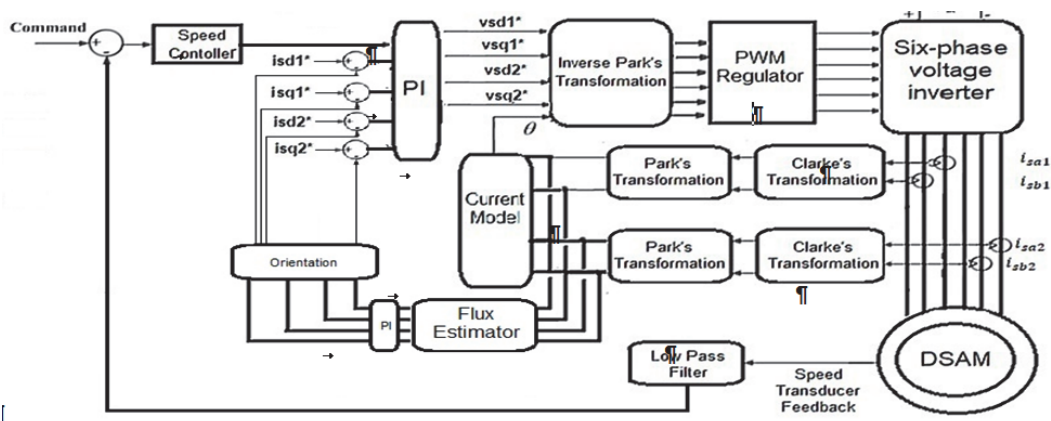 Command
+
-
Speed
Contoller
isd1*
isq1*
isd2*
isq2*
PI
vsd1*
vsq1*
vsd2*
vsq2*
θ
Inverse Park's
Transformation
PWM
Regulator
Six-phase
voltage
inverter
Current
Model
Park's
Transformation
Clarke's
Transformation
isa1
isb1
Park's
Transformation
Clarke's
Transformation
isa2
isb2
Orientation
PI
Flux
Estimator
Low Pass
Filter
Speed
Transducer
Feedback
DSAM